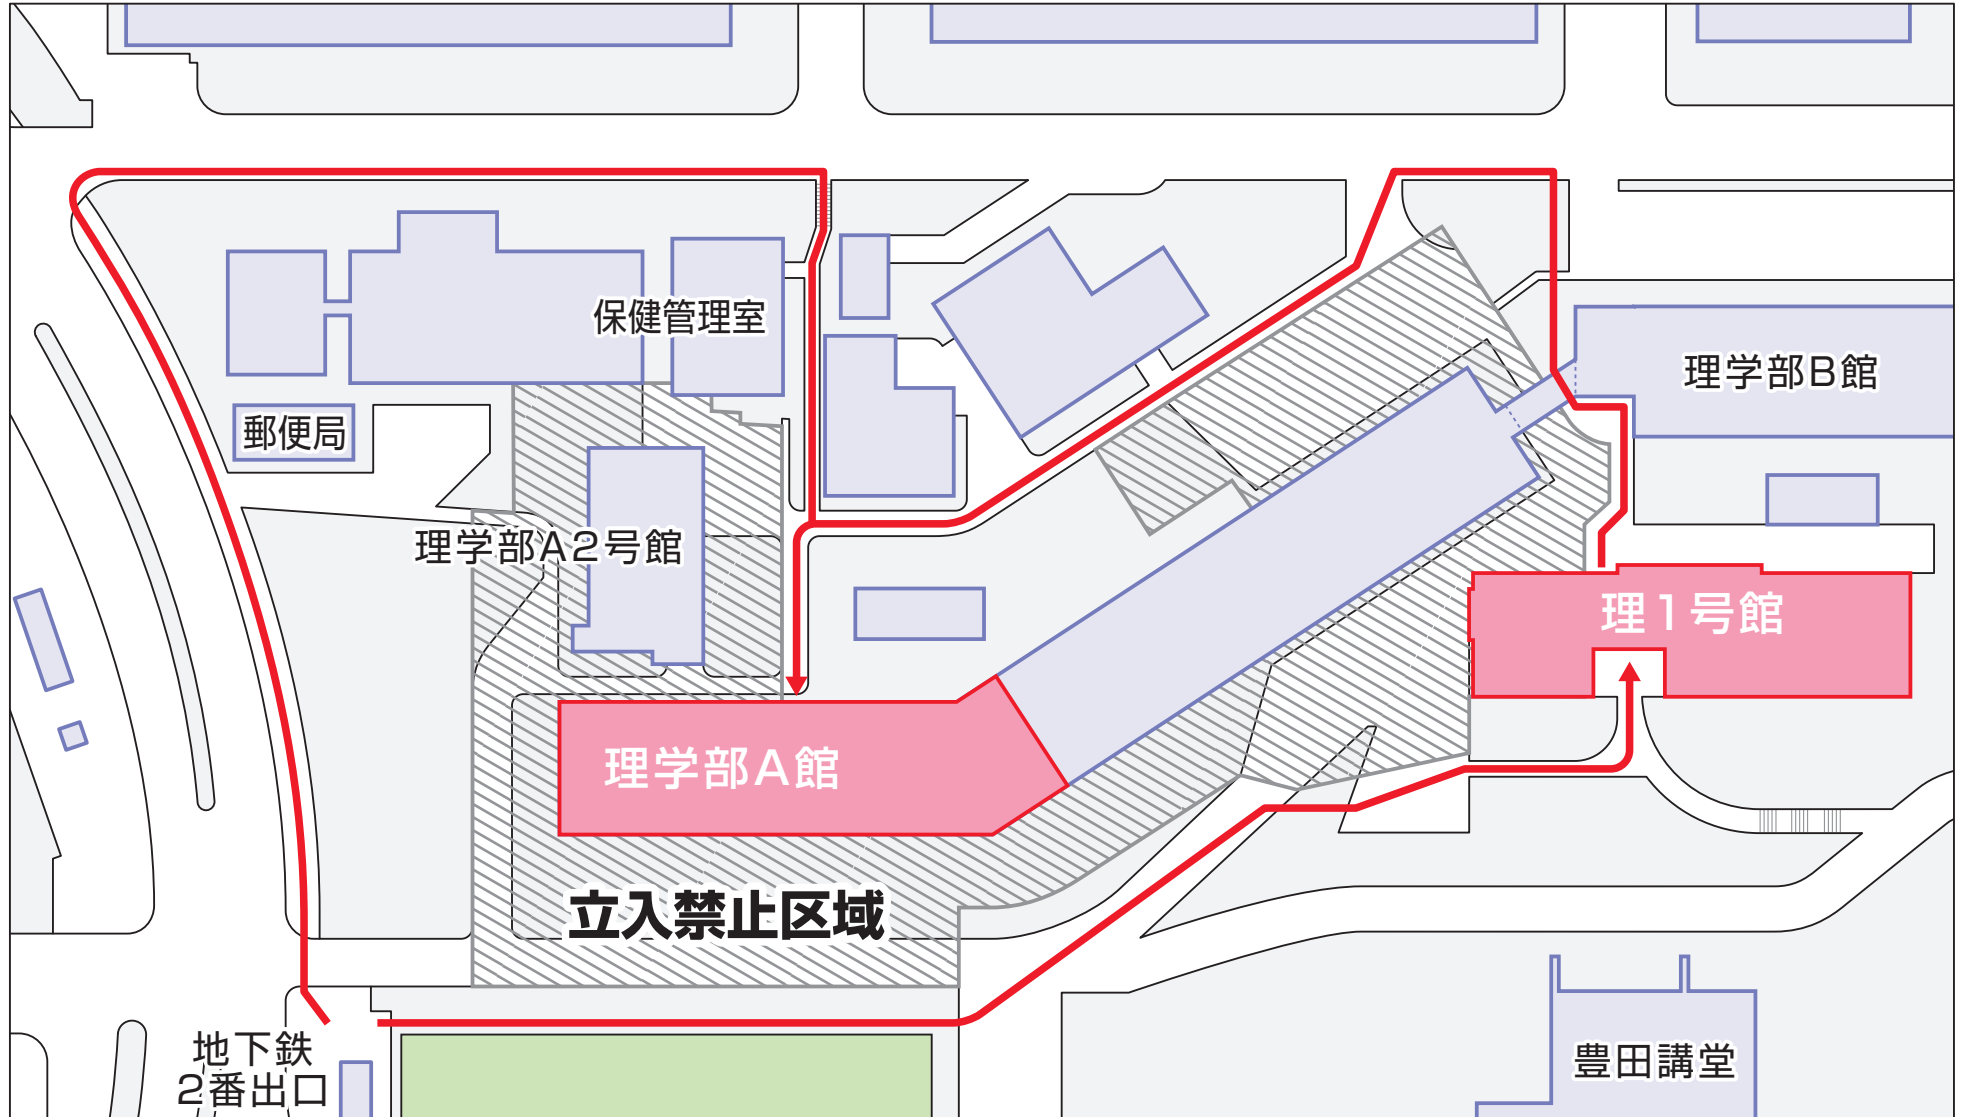 保健管理室
理学部B館
郵便局
理学部A2号館
理1号館
理学部A館
立入禁止区域
地下鉄
2番出口
豊田講堂